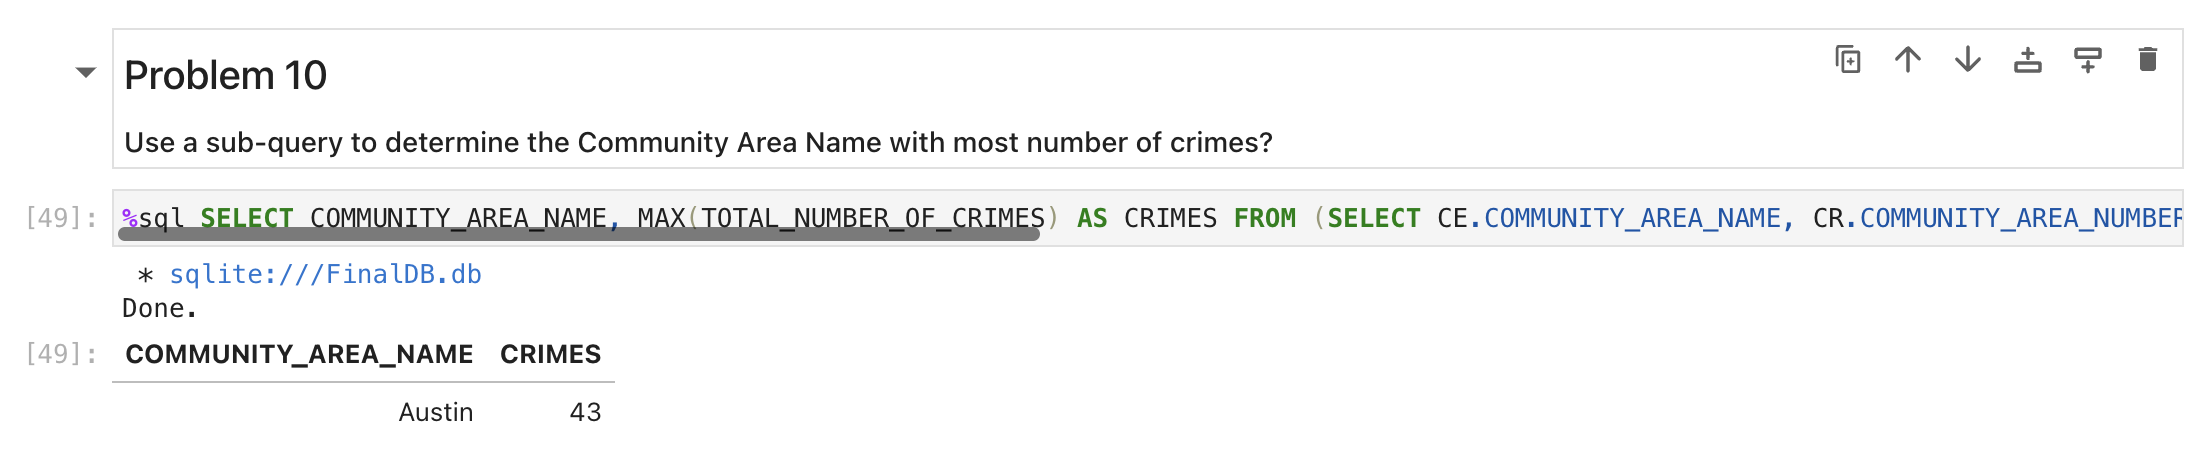 Problem 10
Use a sub-query to determine the Community Area Name with most number of crimes?
[49]: %sql SELECT COMMUNITY_AREA_NAME, MAX(TOTAL_NUMBER_OF_CRIMES) AS CRIMES FROM (SELECT CE.COMMUNITY_AREA_NAME, CR.COMMUNITY_AREA_NUMBER
* sqlite:///FinalDB.db
Done.
[49]: COMMUNITY_AREA_NAME CRIMES
Austin 43